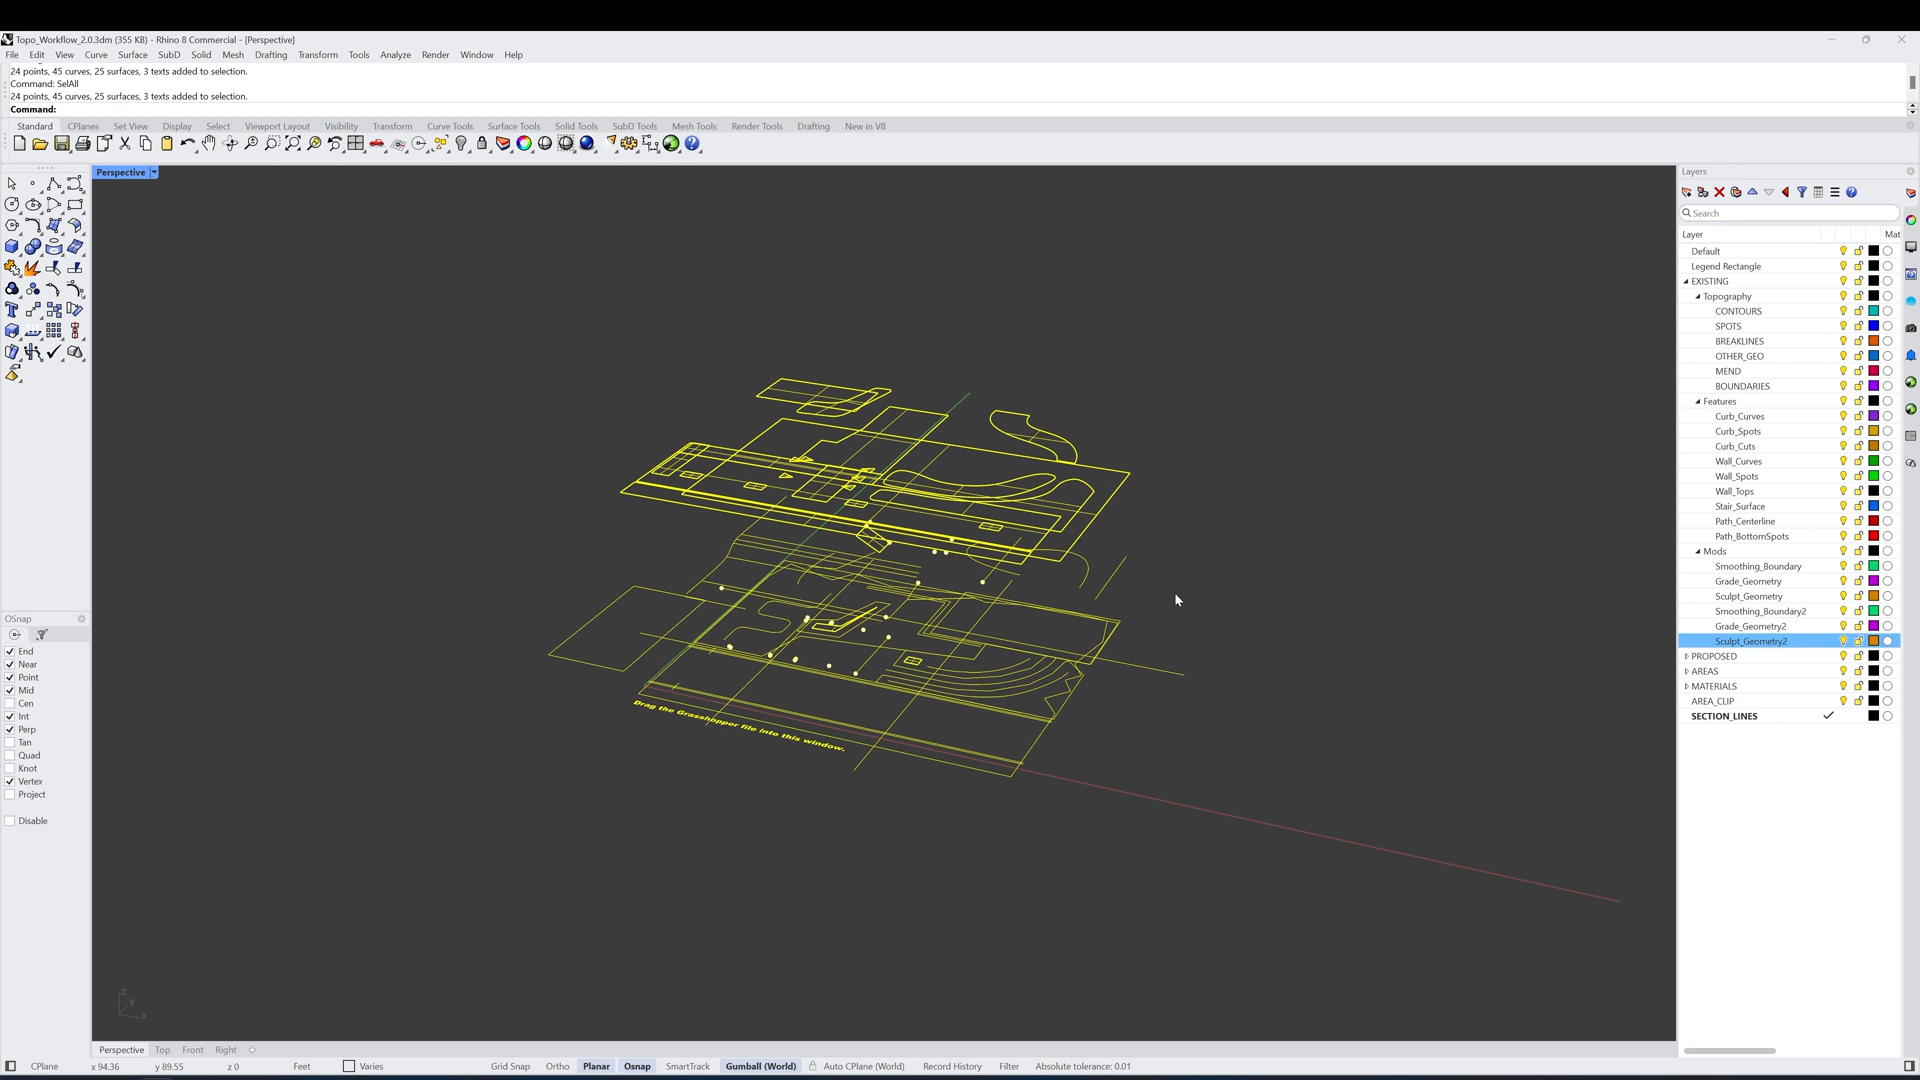 Topo_Workflow_2.0.3dm (355 KB) - Rhino 8 Commercial - [Perspective]
File Edit View Curve Surface SubD Solid Mesh Drafting Transform Tools Analyze Render Window Help
24 points, 45 curves, 25 surfaces, 3 texts added to selection.
Command: SelAll
24 points, 45 curves, 25 surfaces, 3 texts added to selection.
Command:
Standard CPlanes Set View Display Select Viewport Layout Visibility Transform Curve Tools Surface Tools Solid Tools SubD Tools Mesh Tools Render Tools Drafting New in V8
Perspective
Drag the Grasshopper file into this window.
z
y
x
OSnap
End
Near
Point
Mid
Cen
Int
Perp
Tan
Quad
Knot
Vertex
Project
Disable
Layers
Search
Layer Mat
Default
Legend Rectangle
EXISTING
Topography
CONTOURS
SPOTS
BREAKLINES
OTHER_GEO
MEND
BOUNDARIES
Features
Curb_Curves
Curb_Spots
Curb_Cuts
Wall_Curves
Wall_Spots
Wall_Tops
Stair_Surface
Path_Centerline
Path_BottomSpots
Mods
Smoothing_Boundary
Grade_Geometry
Sculpt_Geometry
Smoothing_Boundary2
Grade_Geometry2
Sculpt_Geometry2
PROPOSED
AREAS
MATERIALS
AREA_CLIP
SECTION_LINES
Perspective Top Front Right
CPlane x 94.36 y 89.55 z 0 Feet Varies Grid Snap Ortho Planar Osnap SmartTrack Gumball (World) Auto CPlane (World) Record History Filter Absolute tolerance: 0.01